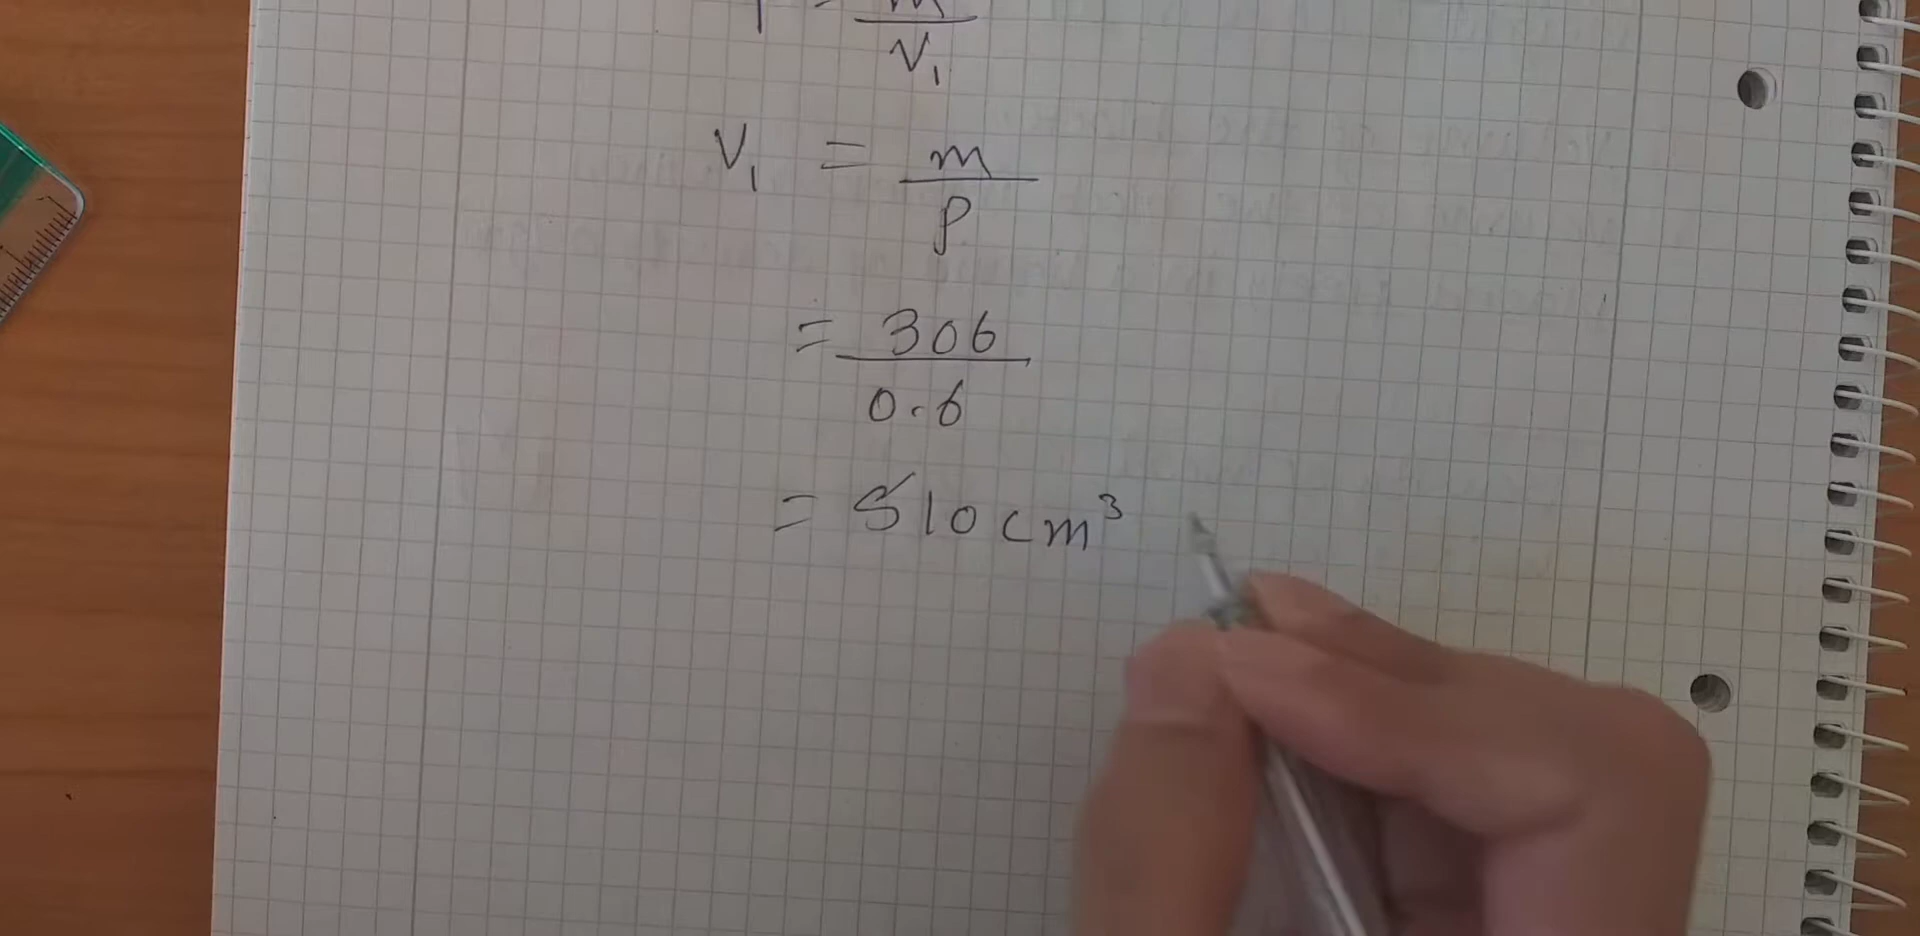 ρ = m / V₁
V₁ = m / ρ
= 306 / 0.6
= 510 cm³